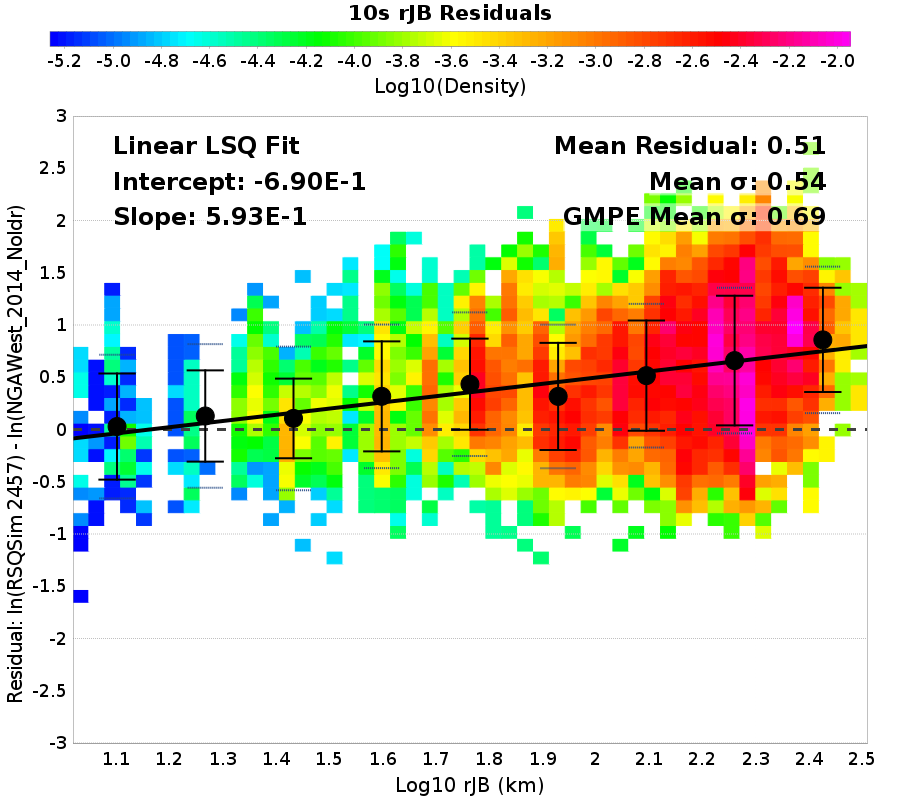 10s rJB Residuals
-5.2 -5.0 -4.8 -4.6 -4.4 -4.2 -4.0 -3.8 -3.6 -3.4 -3.2 -3.0 -2.8 -2.6 -2.4 -2.2 -2.0
Log10(Density)
Linear LSQ Fit
Intercept: -6.90E-1
Slope: 5.93E-1
Mean Residual: 0.51
Mean σ: 0.54
GMPE Mean σ: 0.69
Residual: ln(RSQSim 2457) - ln(NGAWest_2014_NoIdr)
3
2.5
2
1.5
1
0.5
0
-0.5
-1
-1.5
-2
-2.5
-3
1.1 1.2 1.3 1.4 1.5 1.6 1.7 1.8 1.9 2 2.1 2.2 2.3 2.4 2.5
Log10 rJB (km)